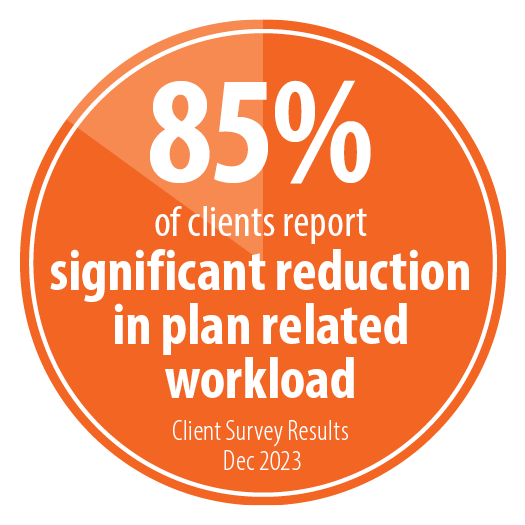 85%
of clients report
significant reduction
in plan related
workload
Client Survey Results
Dec 2023